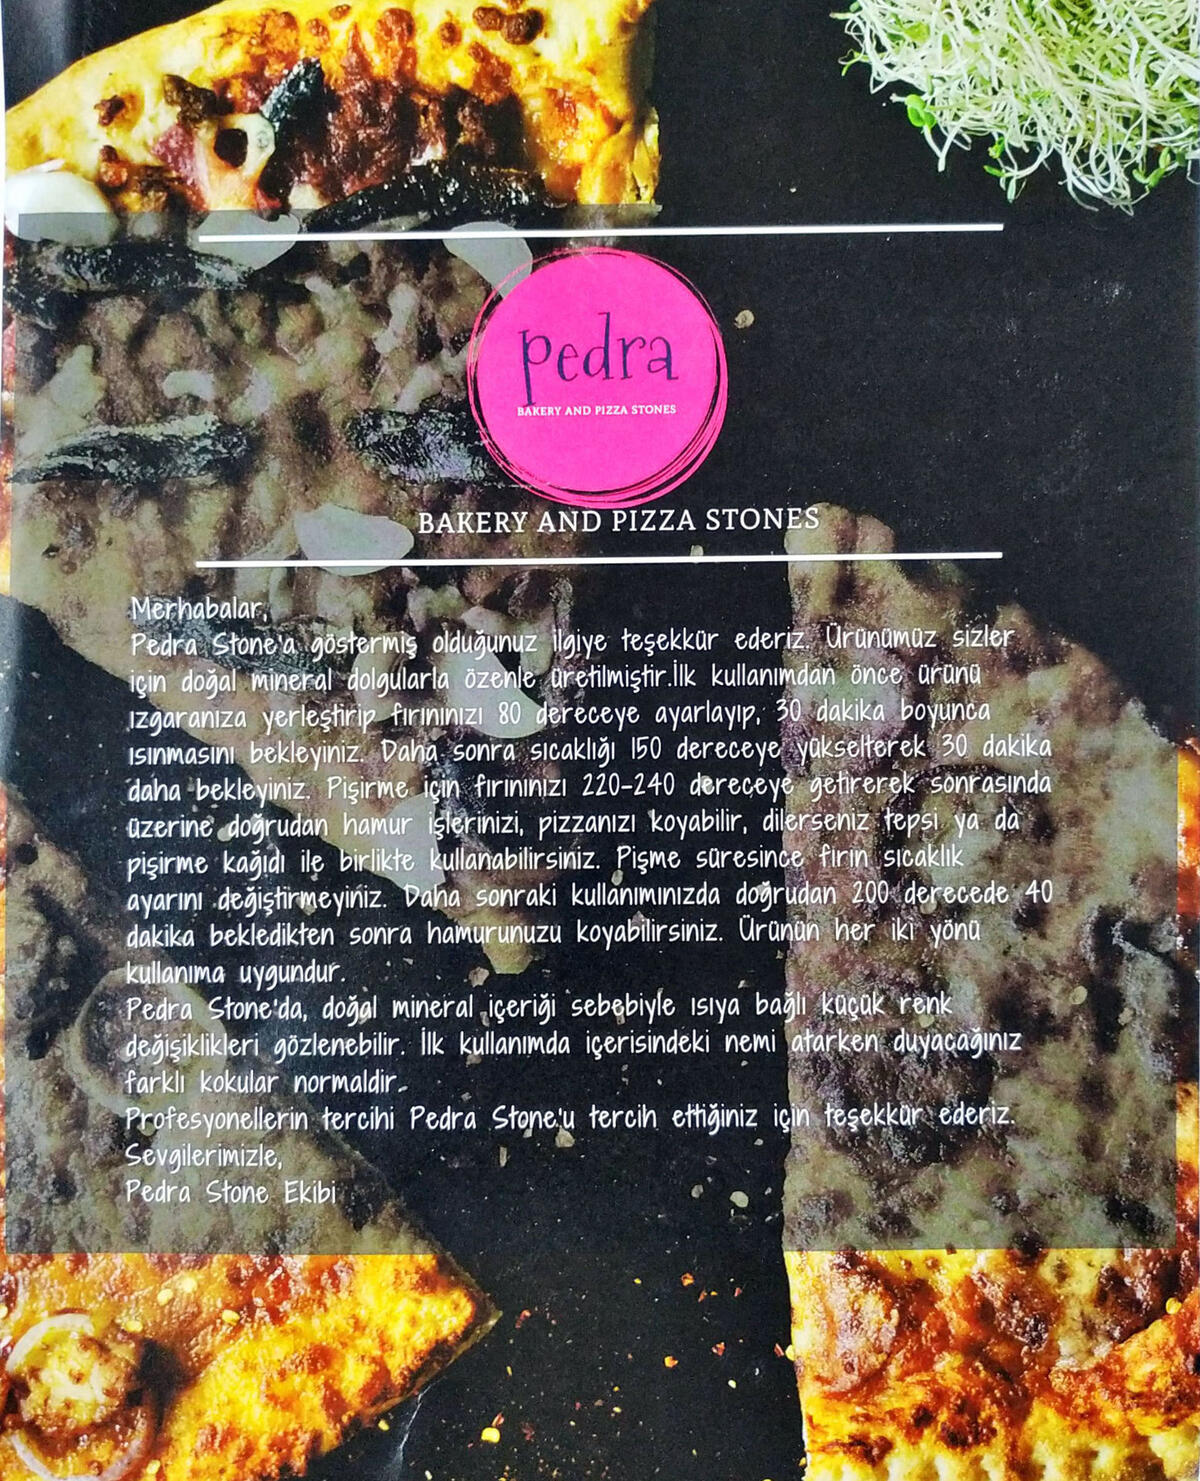 pedra
BAKERY AND PIZZA STONES
BAKERY AND PIZZA STONES
Merhabalar,
Pedra Stone'a göstermiş olduğunuz ilgiye teşekkür ederiz. Ürünümüz sizler
için doğal mineral dolgularla özenle üretilmiştir.İlk kullanımdan önce ürünü
ızgaranıza yerleştirip fırınınızı 80 dereceye ayarlayıp, 30 dakika boyunca
ısınmasını bekleyiniz. Daha sonra sıcaklığı 150 dereceye yükselterek 30 dakika
daha bekleyiniz. Pişirme için fırınınızı 220-240 dereceye getirerek sonrasında
üzerine doğrudan hamur işlerinizi, pizzanızı koyabilir, dilerseniz tepsi ya da
pişirme kağıdı ile birlikte kullanabilirsiniz. Pişme süresince fırın sıcaklık
ayarını değiştirmeyiniz. Daha sonraki kullanımınızda doğrudan 200 derecede 40
dakika bekledikten sonra hamurunuzu koyabilirsiniz. Ürünün her iki yönü
kullanıma uygundur.
Pedra Stone'da, doğal mineral içeriği sebebiyle ısıya bağlı küçük renk
değişiklikleri gözlenebilir. İlk kullanımda içerisindeki nemi atarken duyacağınız
farklı kokular normaldir.
Profesyonellerin tercihi Pedra Stone'u tercih ettiğiniz için teşekkür ederiz.
Sevgilerimizle,
Pedra Stone Ekibi